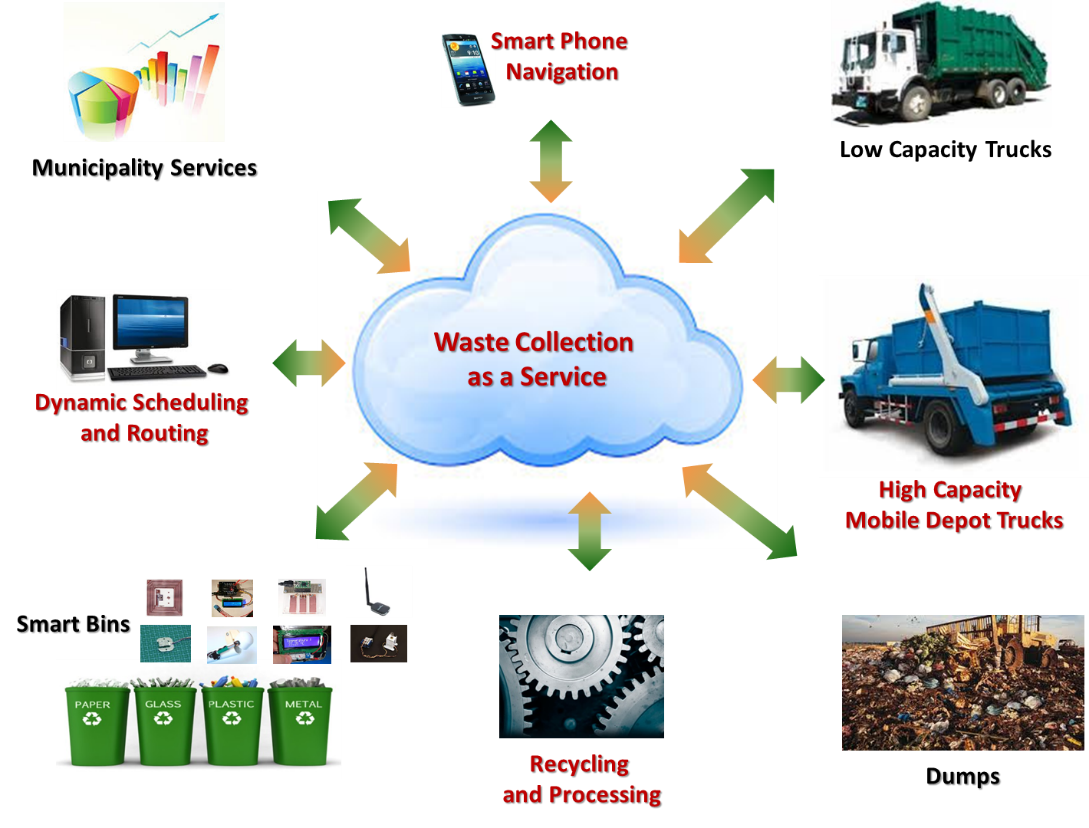 Smart Phone
Navigation
Municipality Services
Low Capacity Trucks
Waste Collection
as a Service
Dynamic Scheduling
and Routing
High Capacity
Mobile Depot Trucks
Smart Bins
PAPER
GLASS
PLASTIC
METAL
Recycling
and Processing
Dumps